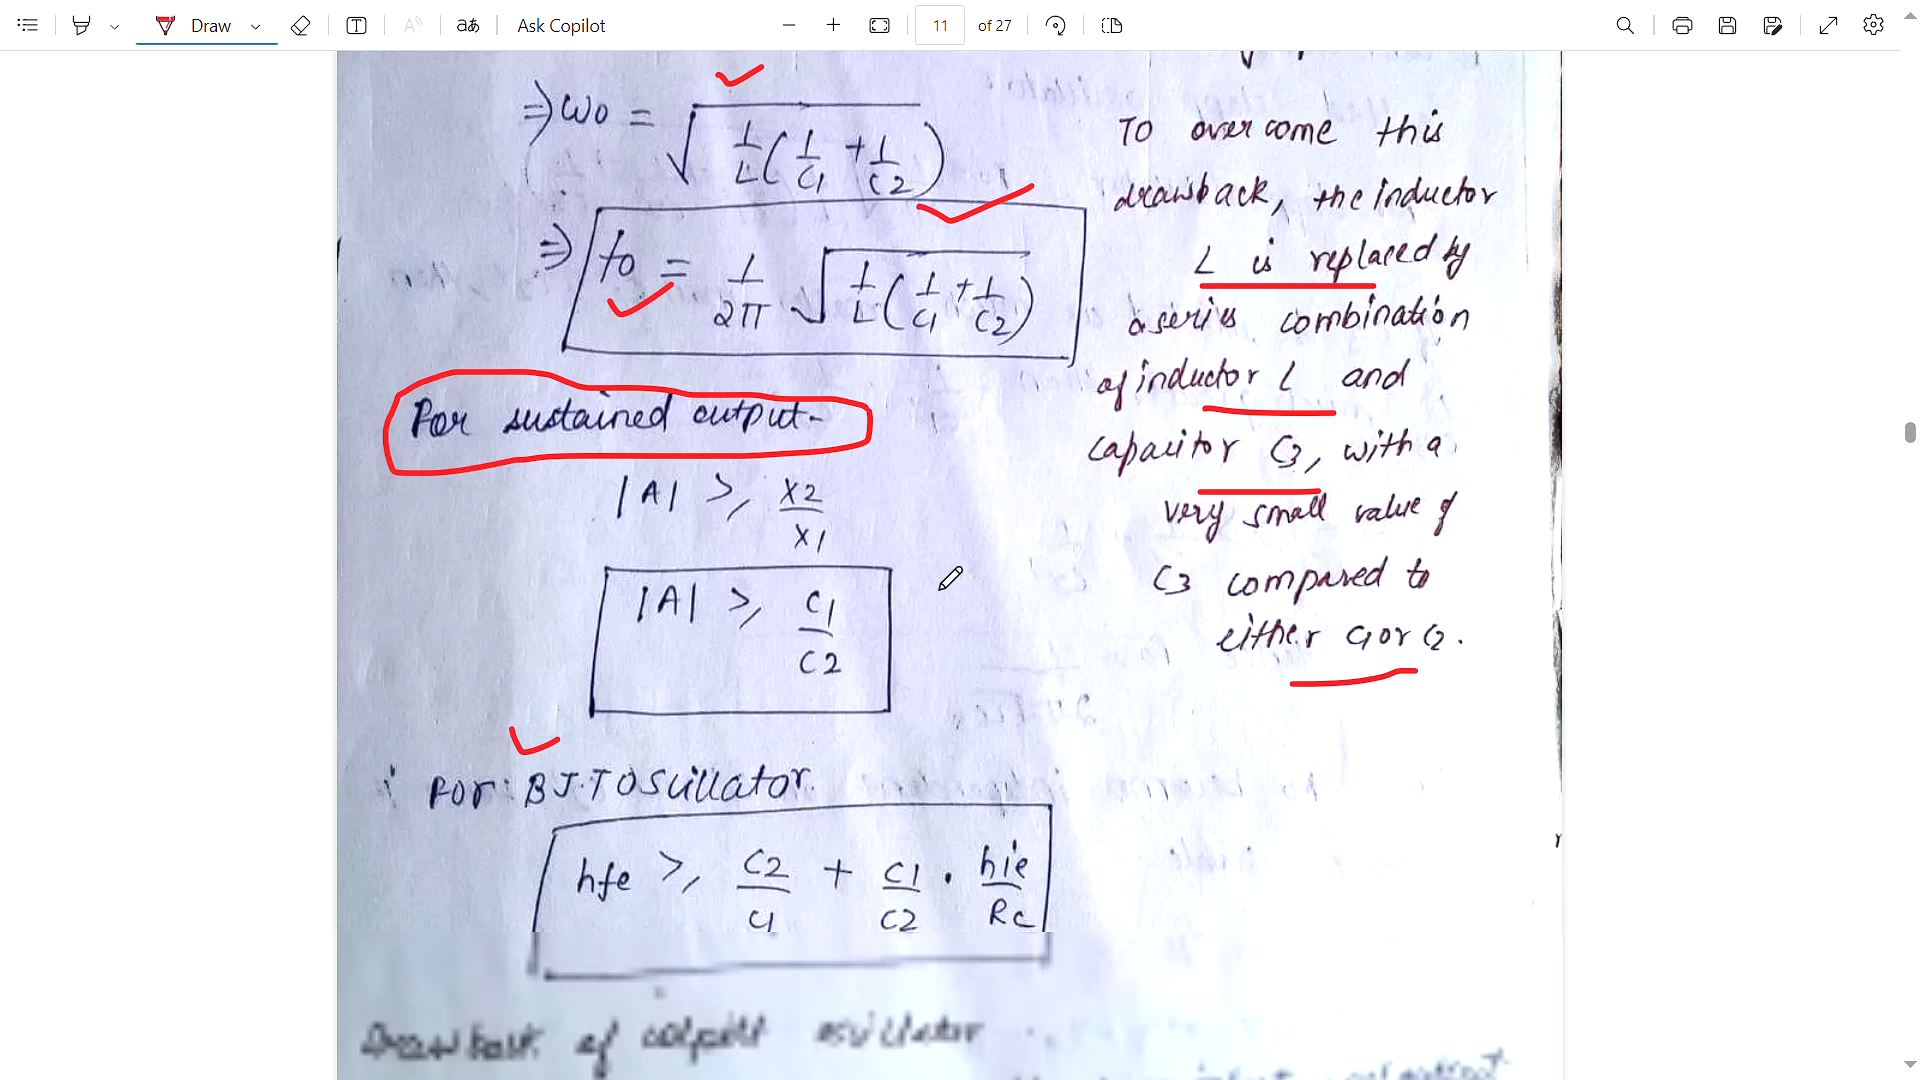 Draw
Ask Copilot
11 of 27
⇒ ω0 = √(1/L (1/C1 + 1/C2))
⇒ fo = 1/2π √(1/L (1/C1 + 1/C2))
For sustained output-
|A| ≥ X2/X1
|A| ≥ C1/C2
For: BJT Oscillator.
hfe ≥ C2/C1 + C1/C2 . hie/Rc
Drawback of colpitt oscillator
To overcome this
drawback, the inductor
L is replaced by
a series combination
of inductor L and
capacitor C3, with a
very small value of
C3 compared to
either C1 or C2.